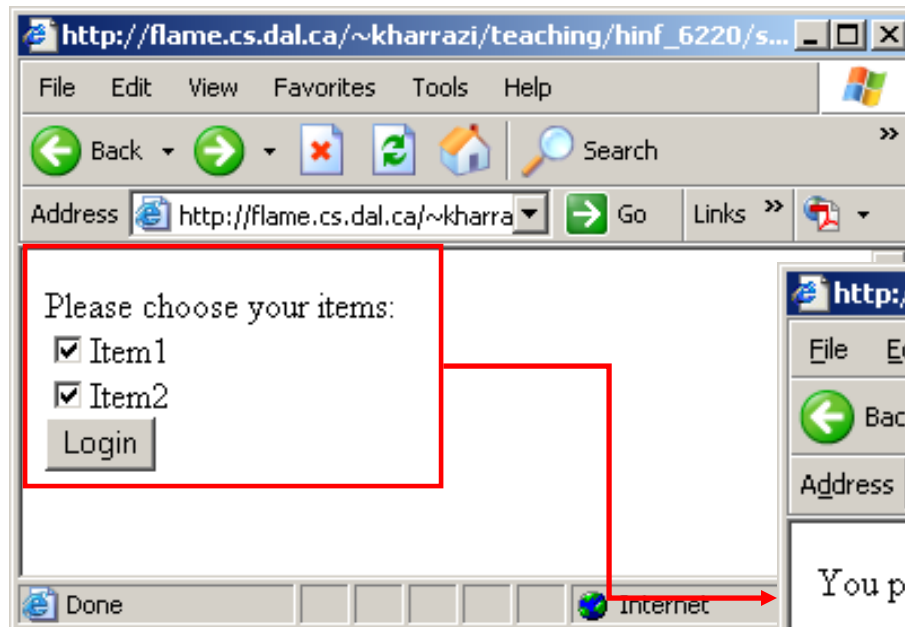 http://flame.cs.dal.ca/~kharrazi/teaching/hinf_6220/s...
File Edit View Favorites Tools Help
Back Search »
Address http://flame.cs.dal.ca/~kharra Go Links »
Please choose your items:
Item1
Item2
Login
Done Internet
http:/
File
Address
You